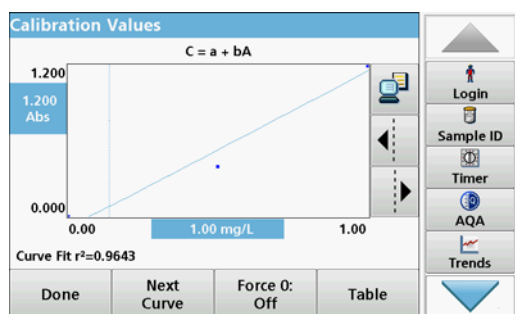 Calibration Values
C = a + bA
1.200
1.200
Abs
0.000
0.00
1.00 mg/L
1.00
Curve Fit r²=0.9643
Done
Next
Curve
Force 0:
Off
Table
Login
Sample ID
Timer
AQA
Trends